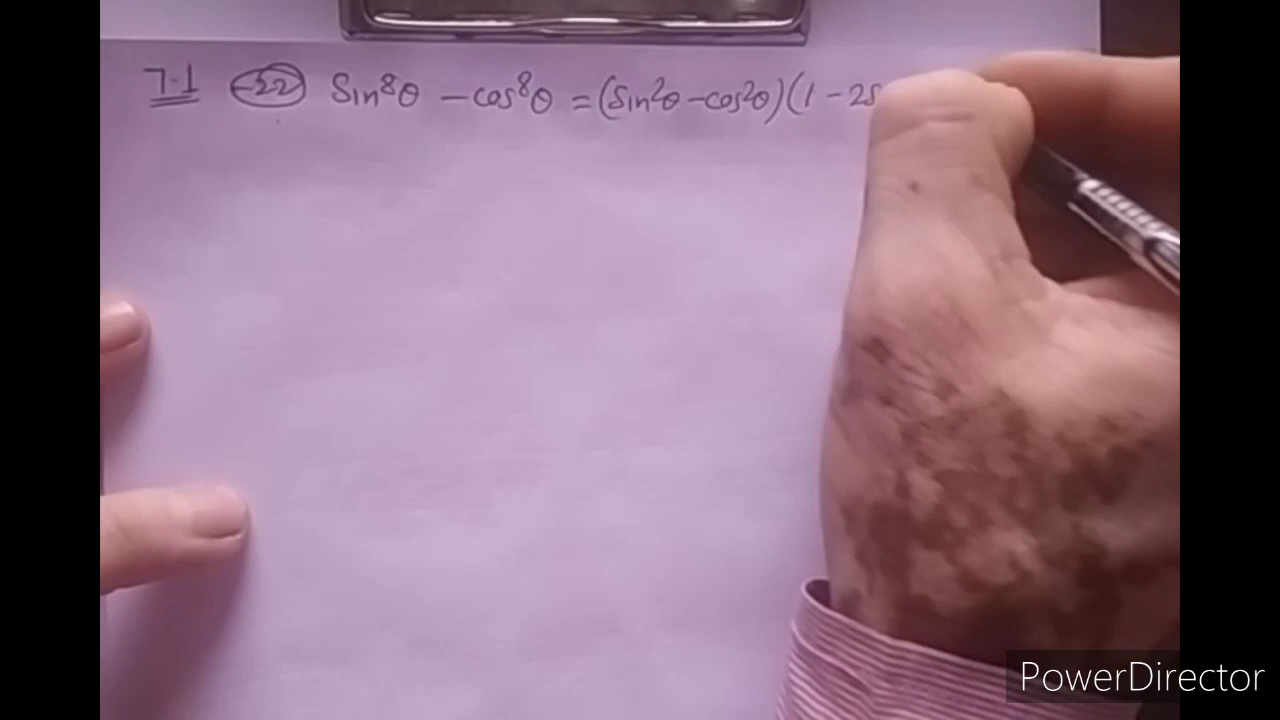 7.1 22 Sin⁸θ - cos⁸θ = (Sin²θ - cos²θ)(1 - 2s
PowerDirector